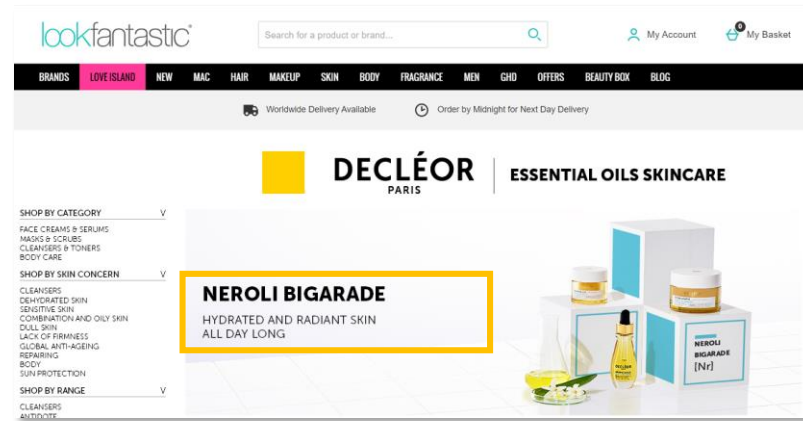 lookfantastic
Search for a product or brand...
My Account
0
My Basket
BRANDS LOVE ISLAND NEW MAC HAIR MAKEUP SKIN BODY FRAGRANCE MEN GHD OFFERS BEAUTY BOX BLOG
Worldwide Delivery Available
Order by Midnight for Next Day Delivery
DECLÉOR
PARIS
ESSENTIAL OILS SKINCARE
SHOP BY CATEGORY V
FACE CREAMS & SERUMS
MASKS & SCRUBS
CLEANSERS & TONERS
BODY CARE
SHOP BY SKIN CONCERN V
CLEANSERS
DEHYDRATED SKIN
SENSITIVE SKIN
COMBINATION AND OILY SKIN
DULL SKIN
LACK OF FIRMNESS
GLOBAL ANTI-AGEING
REPAIRING
BODY
SUN PROTECTION
SHOP BY RANGE V
CLEANSERS
ANTIDOTE
NEROLI BIGARADE
HYDRATED AND RADIANT SKIN
ALL DAY LONG
NEROLI
BIGARADE
[Nr]